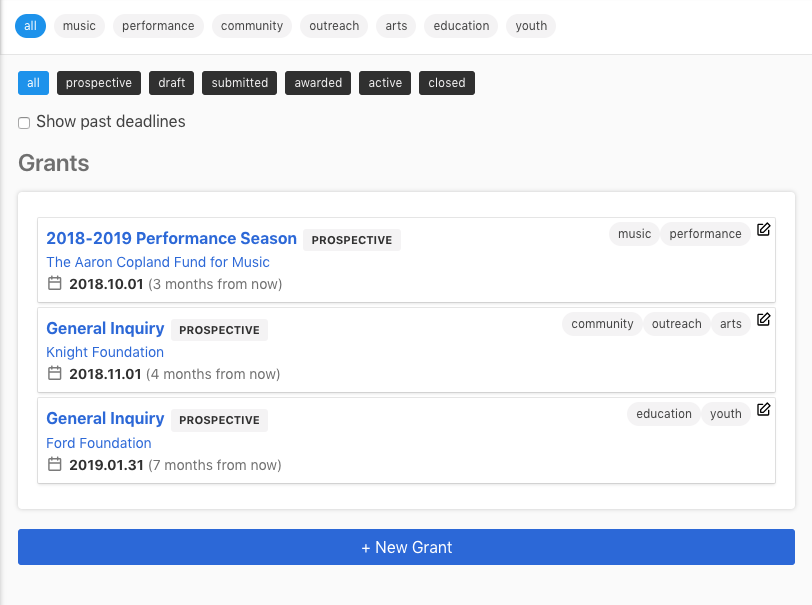 all music performance community outreach arts education youth
all prospective draft submitted awarded active closed
Show past deadlines
Grants
2018-2019 Performance Season PROSPECTIVE music performance
The Aaron Copland Fund for Music
2018.10.01 (3 months from now)
General Inquiry PROSPECTIVE community outreach arts
Knight Foundation
2018.11.01 (4 months from now)
General Inquiry PROSPECTIVE education youth
Ford Foundation
2019.01.31 (7 months from now)
+ New Grant